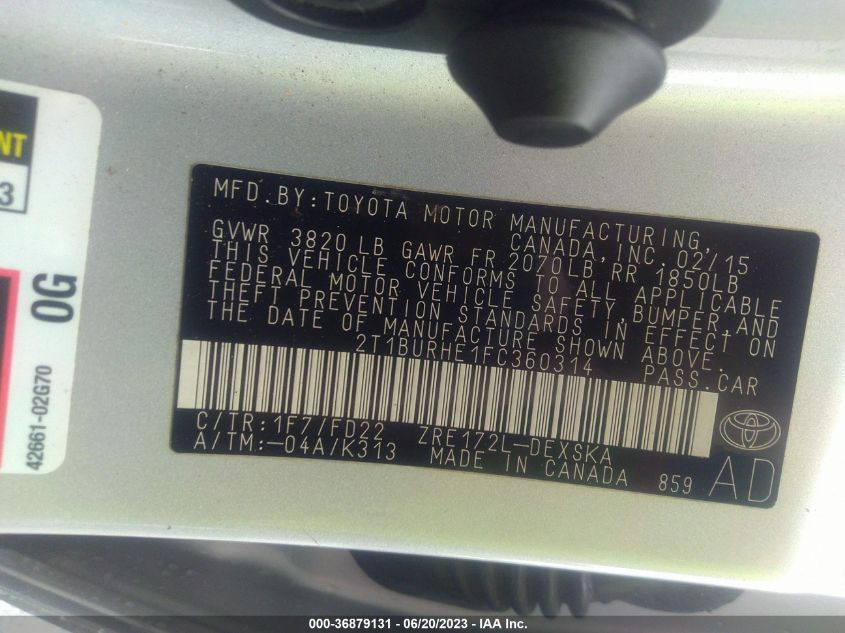 NT
3
0G
42661-02G70
MFD.BY:TOYOTA MOTOR MANUFACTURING,
CANADA, INC. 02/15
GVWR 3820 LB GAWR FR 2070LB RR 1850LB
THIS VEHICLE CONFORMS TO ALL APPLICABLE
FEDERAL MOTOR VEHICLE SAFETY, BUMPER, AND
THEFT PREVENTION STANDARDS IN EFFECT ON
THE DATE OF MANUFACTURE SHOWN ABOVE.
2T1BURHE1FC360314 PASS.CAR
C/TR:1F7/FD22 ZRE172L-DEXSKA
A/TM:-04A/K313 MADE IN CANADA 859
AD
000-36879131 - 06/20/2023 - IAA Inc.